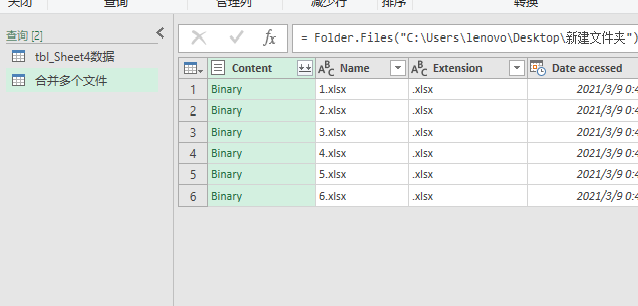 关闭 查询 管理列 减少行 排序 转换
查询 [2]
tbl_Sheet4数据
合并多个文件
= Folder.Files("C:\Users\lenovo\Desktop\新建文件夹")
Content Name Extension Date accessed
1 Binary 1.xlsx .xlsx 2021/3/9 0:4
2 Binary 2.xlsx .xlsx 2021/3/9 0:4
3 Binary 3.xlsx .xlsx 2021/3/9 0:4
4 Binary 4.xlsx .xlsx 2021/3/9 0:4
5 Binary 5.xlsx .xlsx 2021/3/9 0:4
6 Binary 6.xlsx .xlsx 2021/3/9 0:4